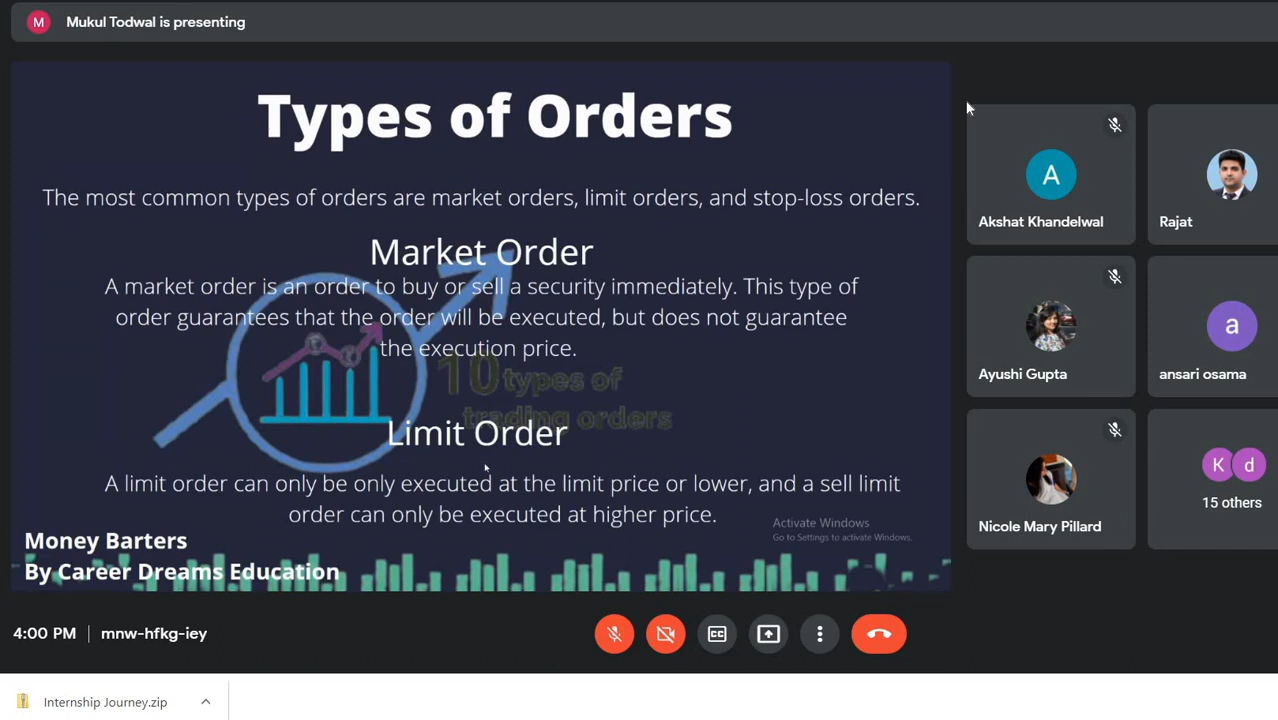 M Mukul Todwal is presenting
Types of Orders
The most common types of orders are market orders, limit orders, and stop-loss orders.
Market Order
A market order is an order to buy or sell a security immediately. This type of
order guarantees that the order will be executed, but does not guarantee
the execution price.
10 types of
trading orders
Limit Order
A limit order can only be only executed at the limit price or lower, and a sell limit
order can only be executed at higher price.
Activate Windows
Go to Settings to activate Windows.
Money Barters
By Career Dreams Education
A
Akshat Khandelwal
Rajat
Ayushi Gupta
a
ansari osama
Nicole Mary Pillard
K d
15 others
4:00 PM | mnw-hfkg-iey
CC
Internship Journey.zip